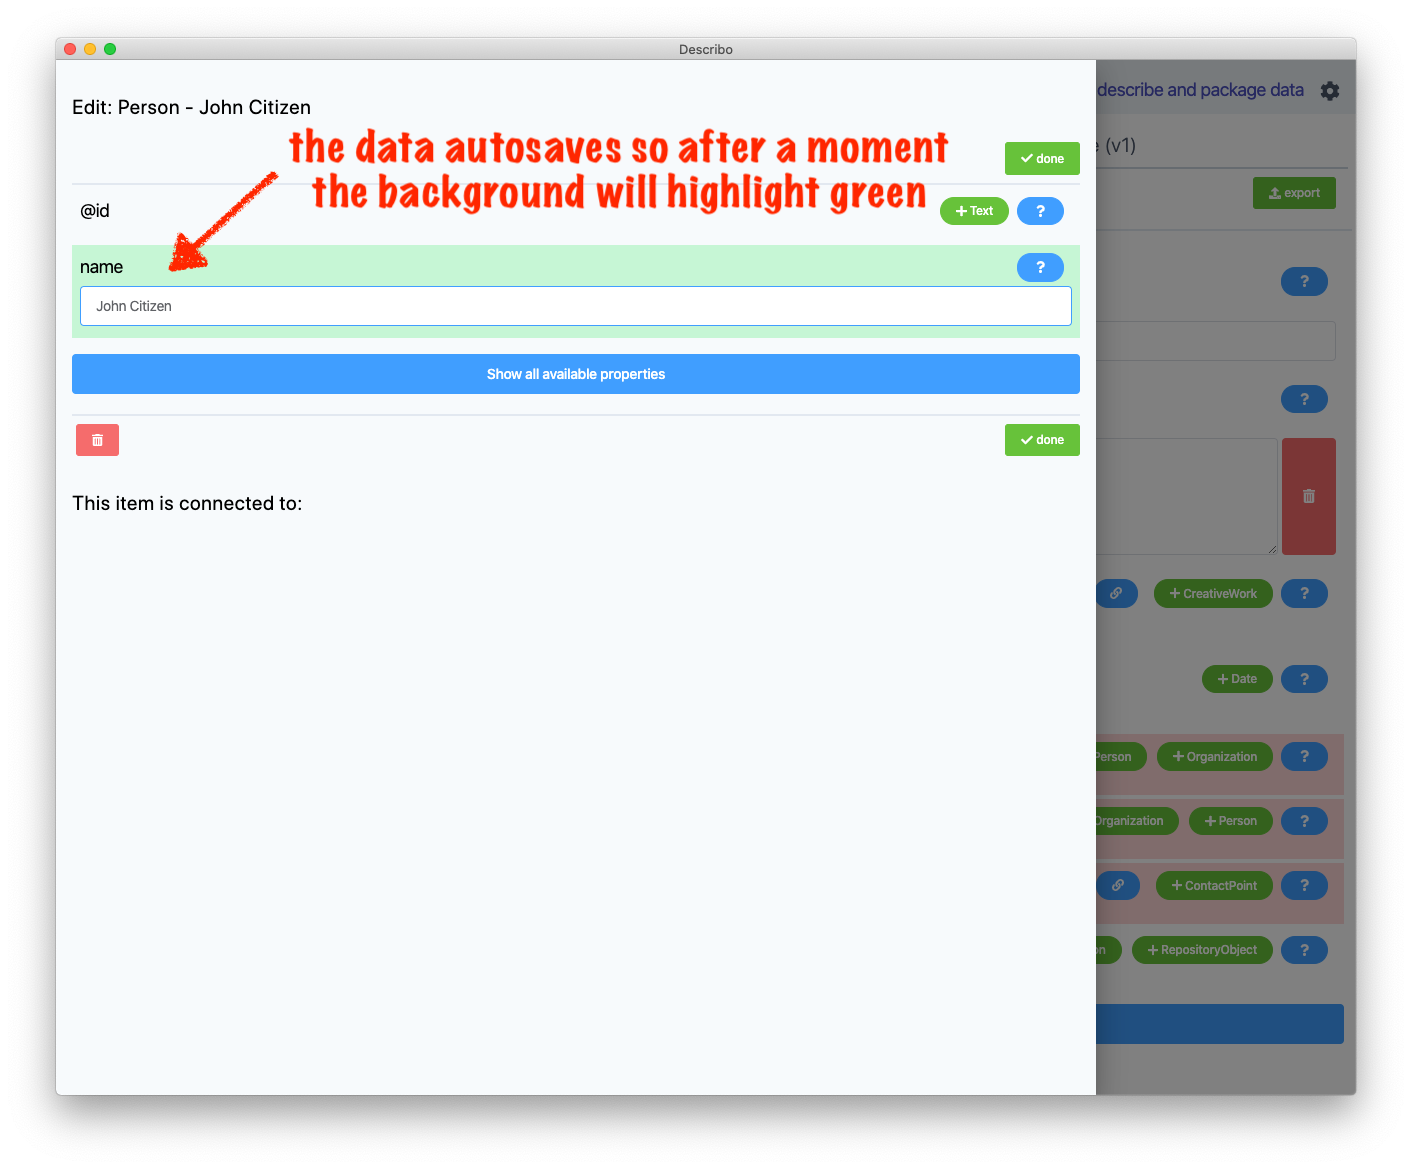 Describo
Edit: Person - John Citizen
describe and package data
the data autosaves so after a moment
the background will highlight green
(v1)
done
export
@id
Text
?
name
?
?
John Citizen
Show all available properties
?
done
This item is connected to:
CreativeWork
?
Date
?
Person
Organization
?
Organization
Person
?
ContactPoint
?
RepositoryObject
?